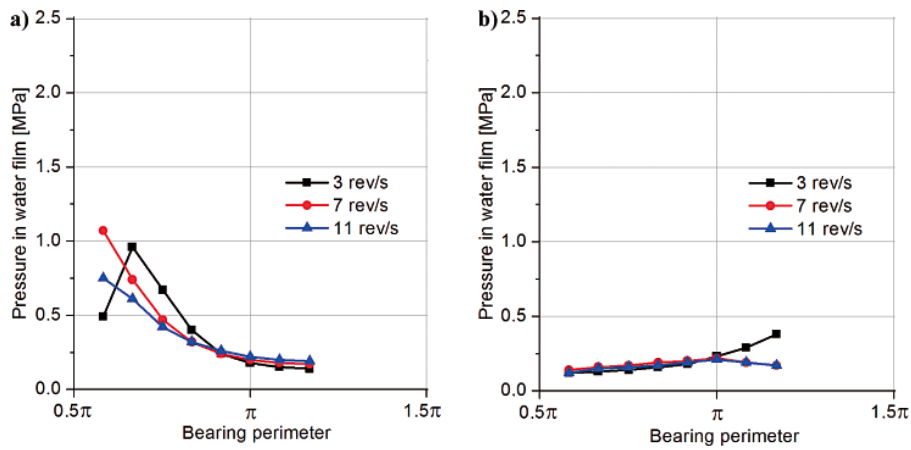 a)
Pressure in water film [MPa]
2.5
2.0
1.5
1.0
0.5
0.0
3 rev/s
7 rev/s
11 rev/s
0.5π
π
1.5π
Bearing perimeter
b)
Pressure in water film [MPa]
2.5
2.0
1.5
1.0
0.5
0.0
3 rev/s
7 rev/s
11 rev/s
0.5π
π
1.5π
Bearing perimeter